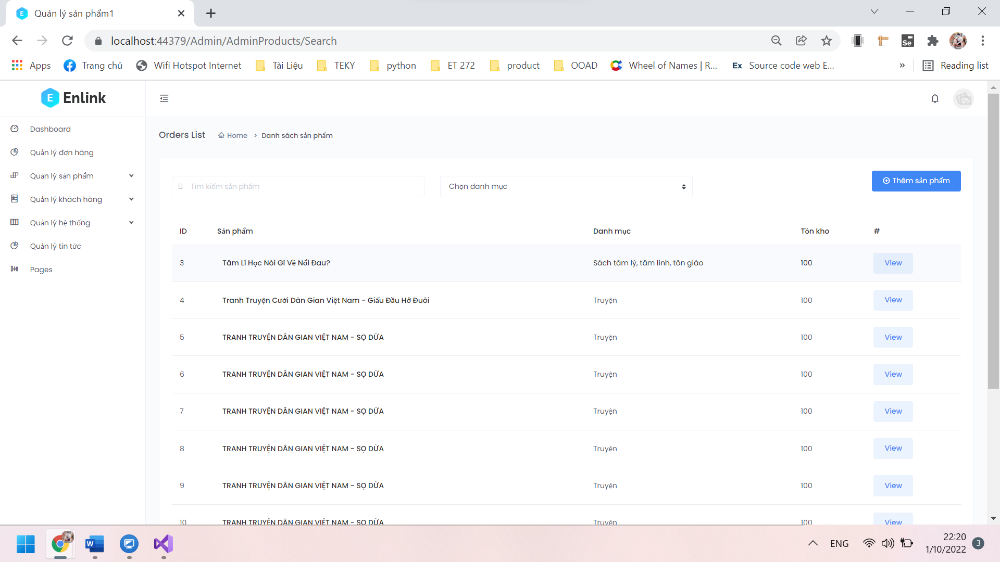 Quản lý sản phẩm1
localhost:44379/Admin/AdminProducts/Search
Apps Trang chủ Wifi Hotspot Internet Tài Liệu TEKY python ET 272 product OOAD Wheel of Names | R... Ex Source code web E... » Reading list
E Enlink
Dashboard
Quản lý đơn hàng
Quản lý sản phẩm
Quản lý khách hàng
Quản lý hệ thống
Quản lý tin tức
Pages
Orders List Home > Danh sách sản phẩm
Tìm kiếm sản phẩm Chọn danh mục Thêm sản phẩm
ID Sản phẩm Danh mục Tồn kho #
3 Tâm Lí Học Nói Gì Về Nổi Đau? Sách tâm lý, tâm linh, tôn giáo 100 View
4 Tranh Truyện Cười Dân Gian Việt Nam - Giấu Đầu Hở Đuôi Truyện 100 View
5 TRANH TRUYỆN DÂN GIAN VIỆT NAM - SỌ DỪA Truyện 100 View
6 TRANH TRUYỆN DÂN GIAN VIỆT NAM - SỌ DỪA Truyện 100 View
7 TRANH TRUYỆN DÂN GIAN VIỆT NAM - SỌ DỪA Truyện 100 View
8 TRANH TRUYỆN DÂN GIAN VIỆT NAM - SỌ DỪA Truyện 100 View
9 TRANH TRUYỆN DÂN GIAN VIỆT NAM - SỌ DỪA Truyện 100 View
10 TRANH TRUYỆN DÂN GIAN VIỆT NAM - SỌ DỪA Truyện 100 View
ENG 22:20
1/10/2022 3